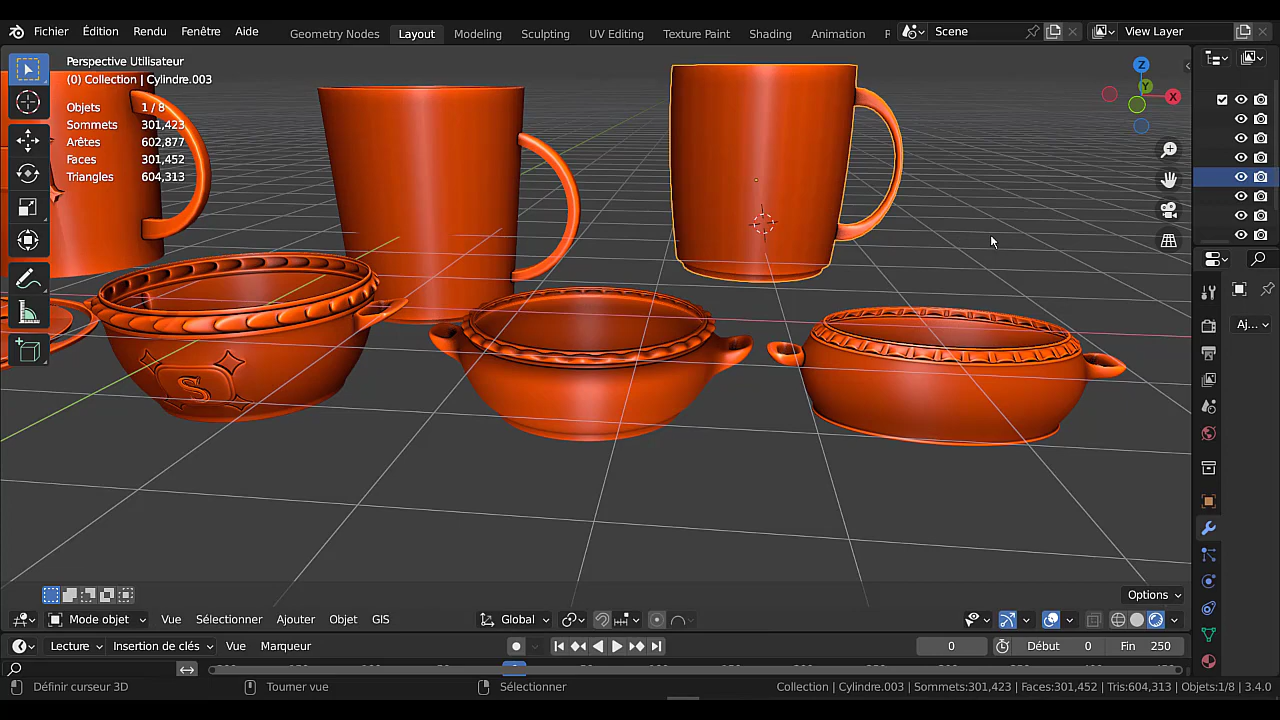 Fichier Édition Rendu Fenêtre Aide Geometry Nodes Layout Modeling Sculpting UV Editing Texture Paint Shading Animation Scene View Layer
Perspective Utilisateur
(0) Collection | Cylindre.003
Objets 1 / 8
Sommets 301,423
Arêtes 602,877
Faces 301,452
Triangles 604,313
Z
Y
X
Aj...
S
Options
Mode objet Vue Sélectionner Ajouter Objet GIS Global
Lecture Insertion de clés Vue Marqueur 0 Début 0 Fin 250
Définir curseur 3D Tourner vue Sélectionner Collection | Cylindre.003 | Sommets:301,423 | Faces:301,452 | Tris:604,313 | Objets:1/8 | 3.4.0